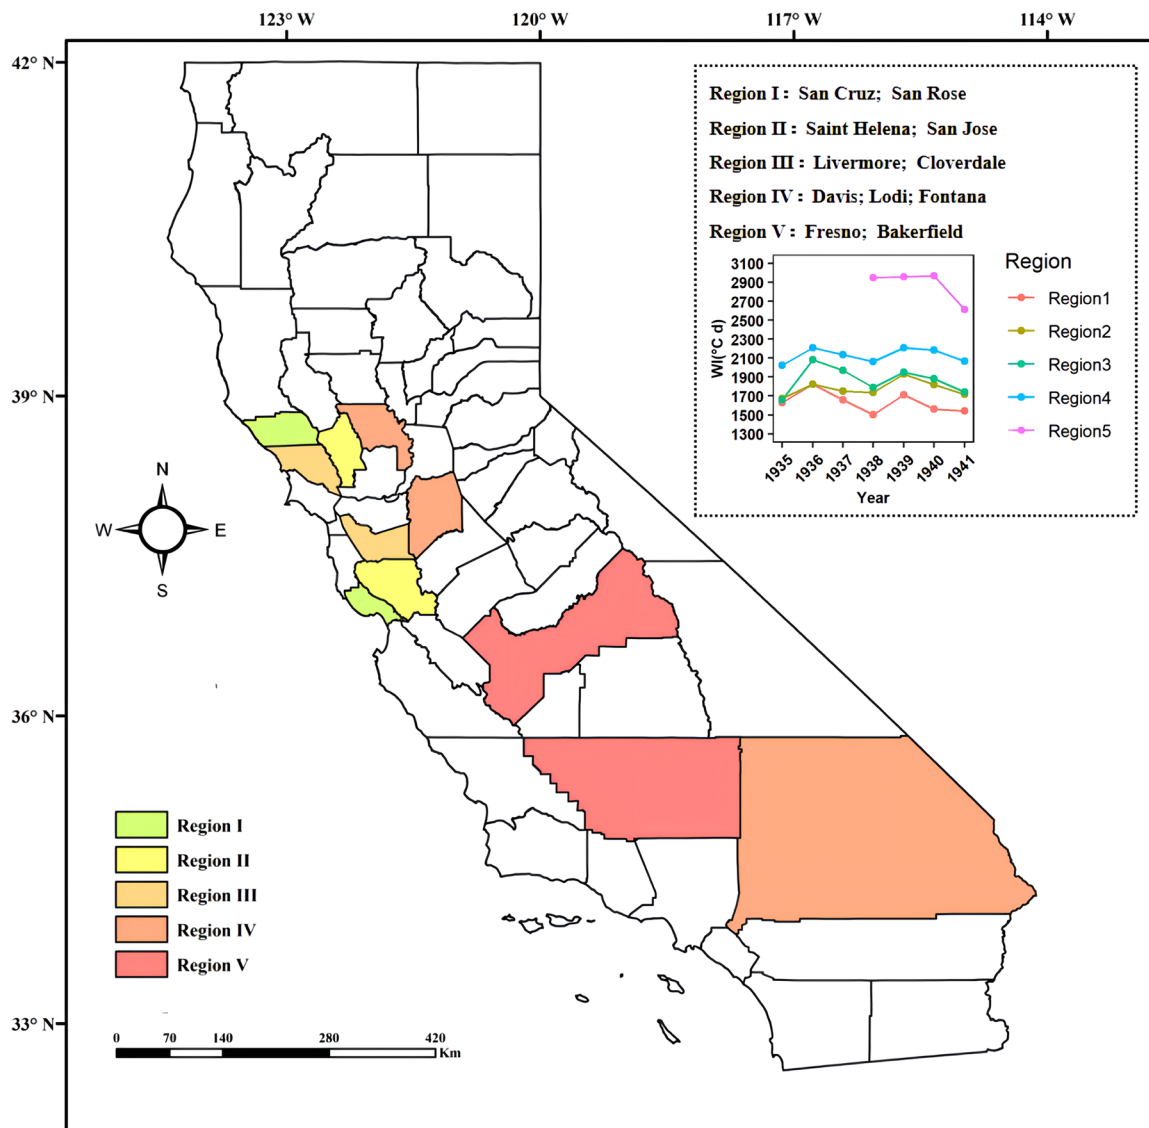 123° W 120° W 117° W 114° W
42° N
39° N
36° N
33° N
Region I： San Cruz; San Rose
Region II： Saint Helena; San Jose
Region III： Livermore; Cloverdale
Region IV： Davis; Lodi; Fontana
Region V： Fresno; Bakerfield
WI(°C d)
3100
2900
2700
2500
2300
2100
1900
1700
1500
1300
1935 1936 1937 1938 1939 1940 1941
Year
Region
Region1
Region2
Region3
Region4
Region5
N
W E
S
Region I
Region II
Region III
Region IV
Region V
0 70 140 280 420
Km